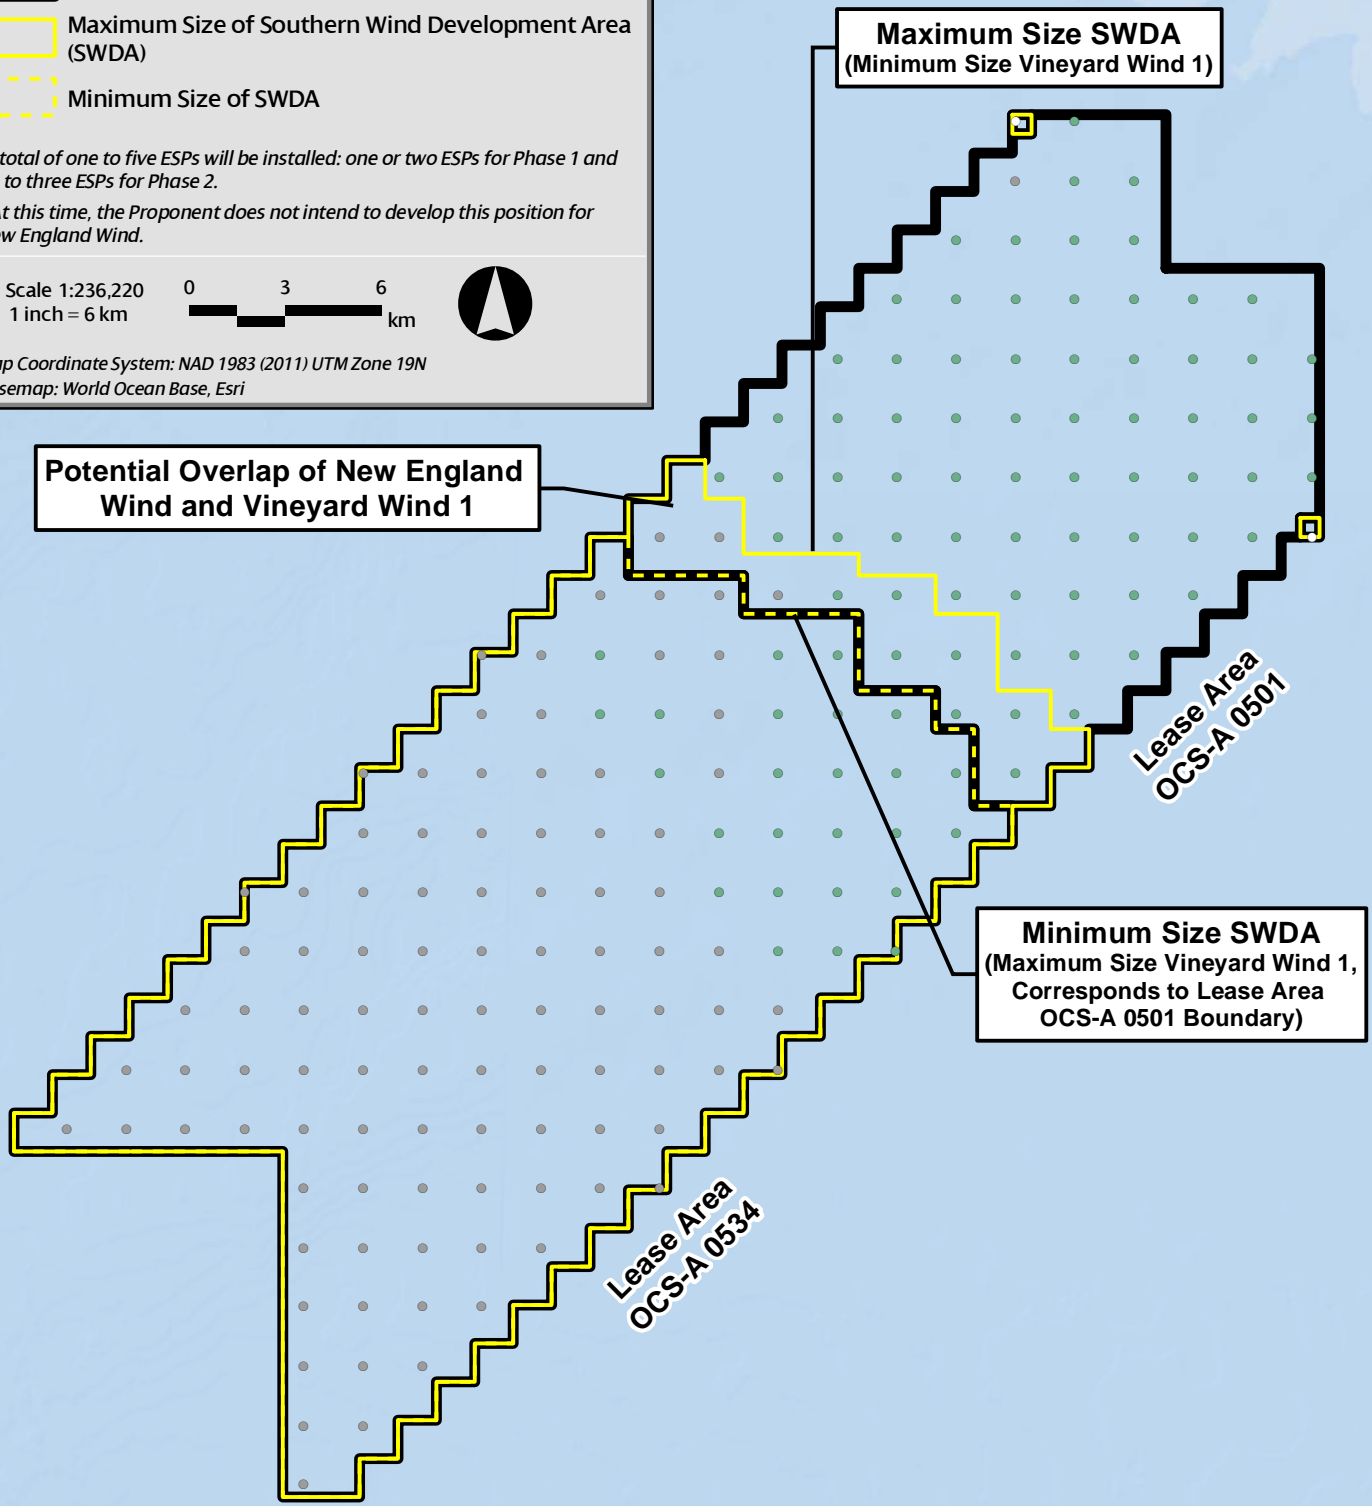 Maximum Size of Southern Wind Development Area
(SWDA)
Minimum Size of SWDA
total of one to five ESPs will be installed: one or two ESPs for Phase 1 and
to three ESPs for Phase 2.
At this time, the Proponent does not intend to develop this position for
England Wind.
Scale 1:236,220
1 inch = 6 km
0 3 6
km
Coordinate System: NAD 1983 (2011) UTM Zone 19N
World Ocean Base, Esri
Maximum Size SWDA
(Minimum Size Vineyard Wind 1)
Potential Overlap of New England
Wind and Vineyard Wind 1
Lease Area
OCS-A 0501
Minimum Size SWDA
(Maximum Size Vineyard Wind 1,
Corresponds to Lease Area
OCS-A 0501 Boundary)
Lease Area
OCS-A 0534